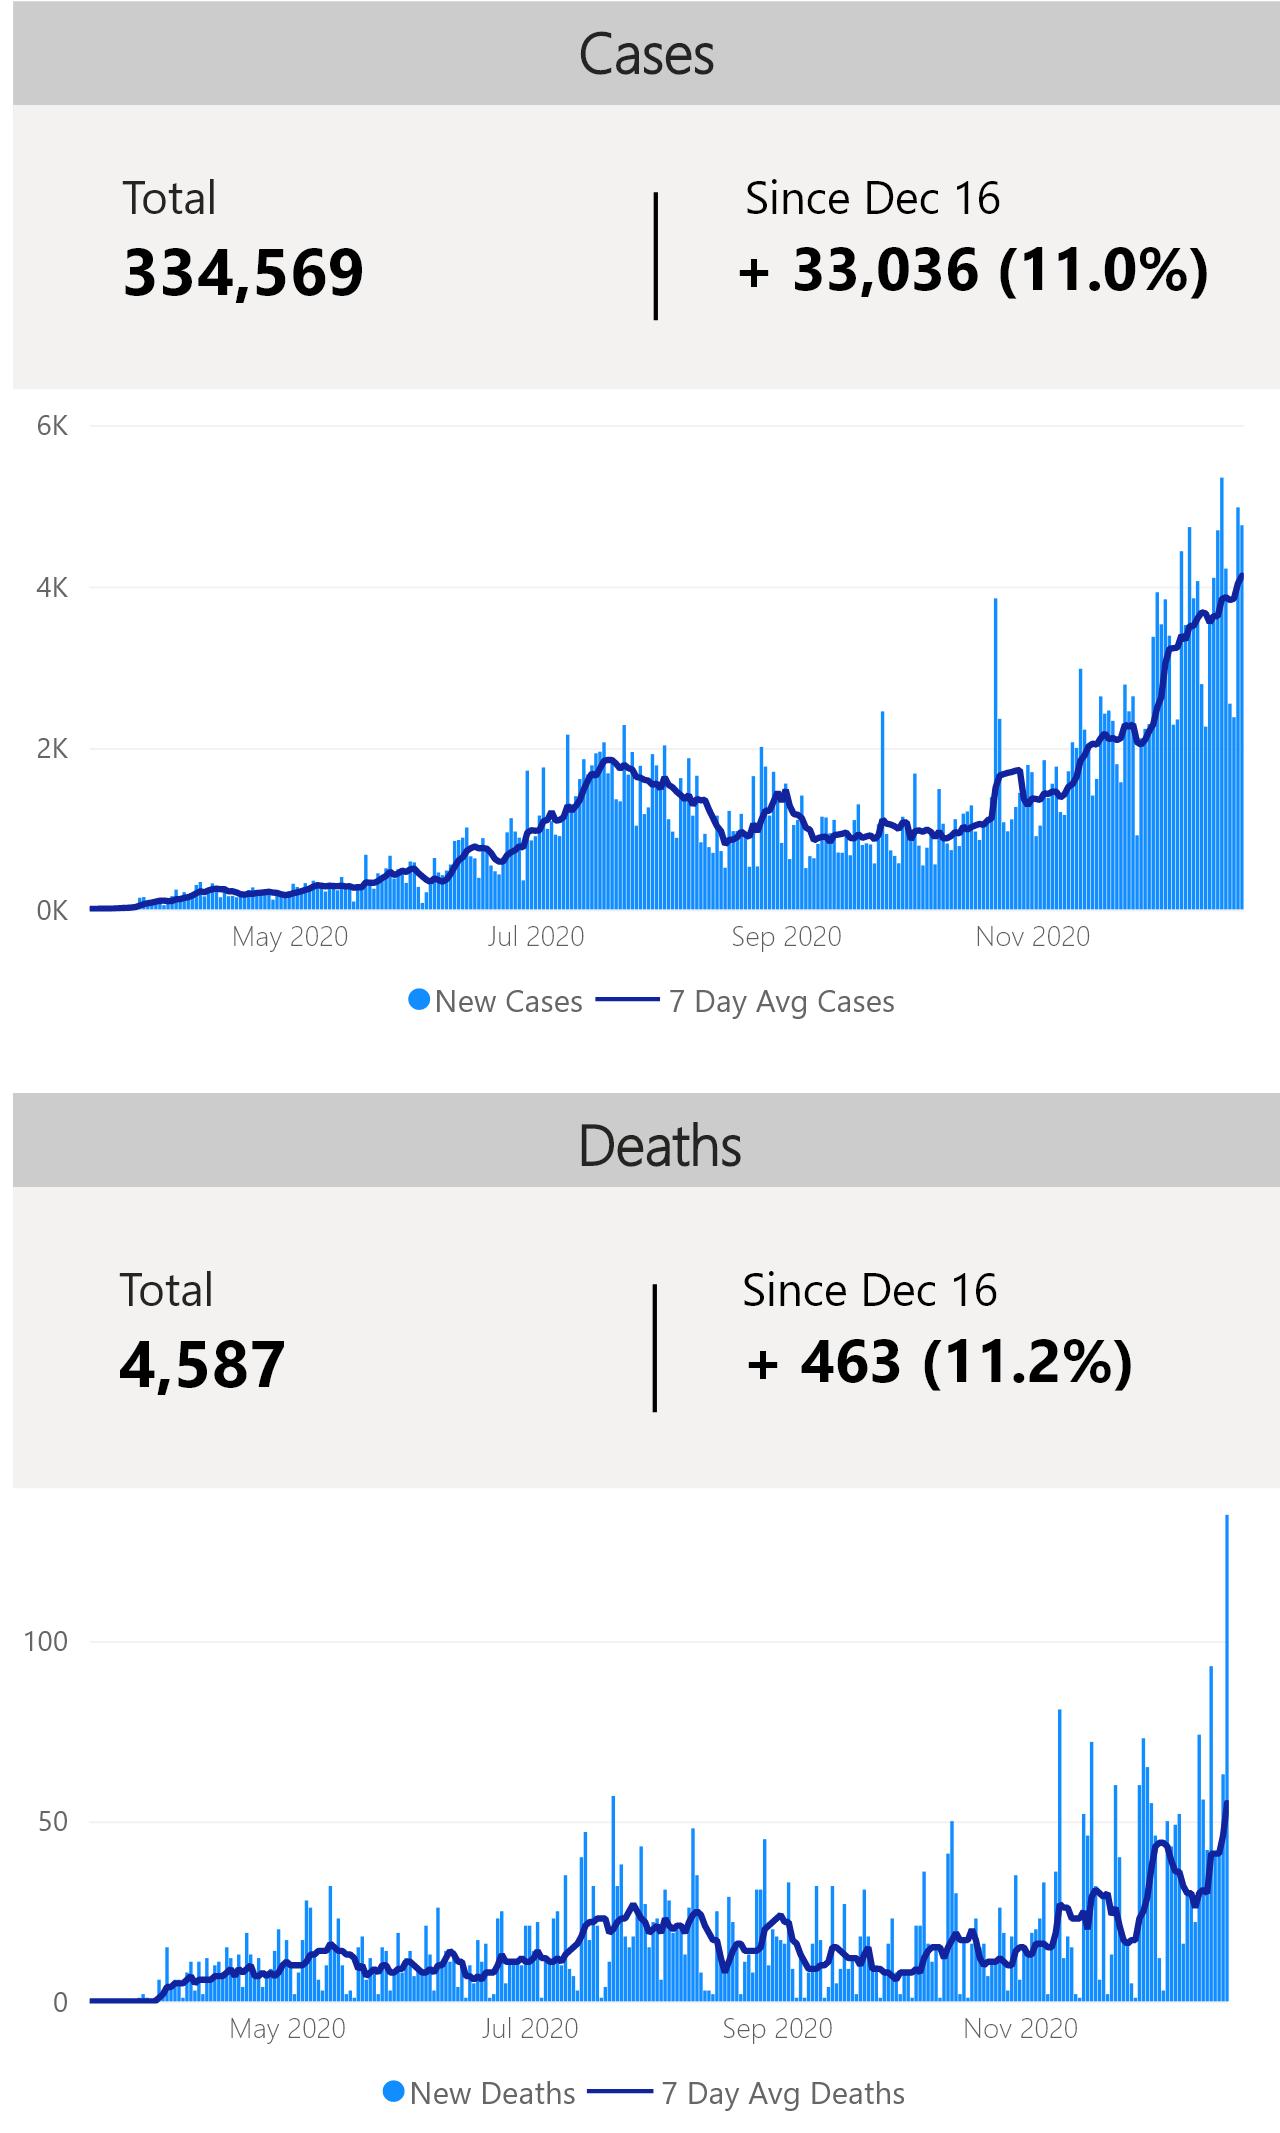 Cases
Total
Since Dec 16
334,569
+ 33,036 (11.0%)
6K
4K
2K
0K
May 2020
Jul 2020
Sep 2020
Nov 2020
New Cases
7 Day Avg Cases
Deaths
Total
Since Dec 16
4,587
+ 463 (11.2%)
100
50
0
May 2020
Jul 2020
Sep 2020
Nov 2020
New Deaths
7 Day Avg Deaths